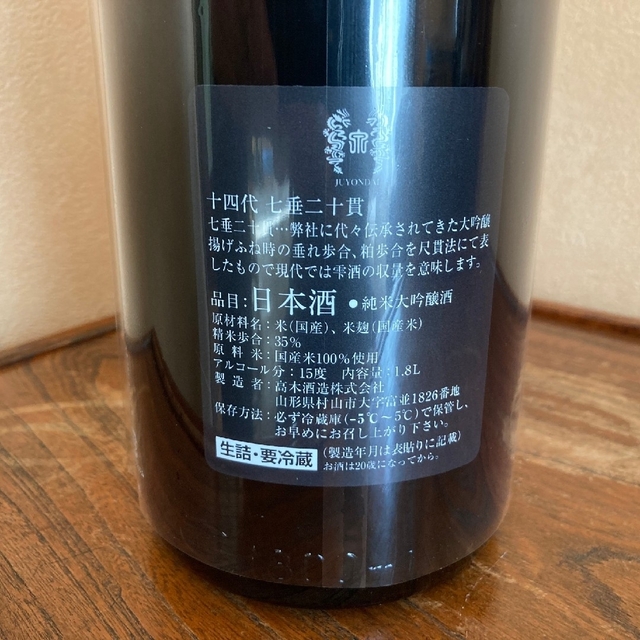 JUYONDAI
十四代 七垂二十貫
七垂二十貫…弊社に代々伝承されてきた大吟醸
揚げふね時の垂れ歩合、粕歩合を尺貫法にて表
したもので現代では雫酒の収量を意味します。
品目:日本酒●純米大吟醸酒
原材料名:米(国産)、米麹(国産米)
精米歩合:35%
原料米:国産米100%使用
アルコール分:15度 内容量:1.8L
製造者:高木酒造株式会社
山形県村山市大字富並1826番地
保存方法:必ず冷蔵庫(-5℃~5℃)で保管し、
お早めにお召し上がり下さい。
生詰・要冷蔵
(製造年月は表貼りに記載)
お酒は20歳になってから。